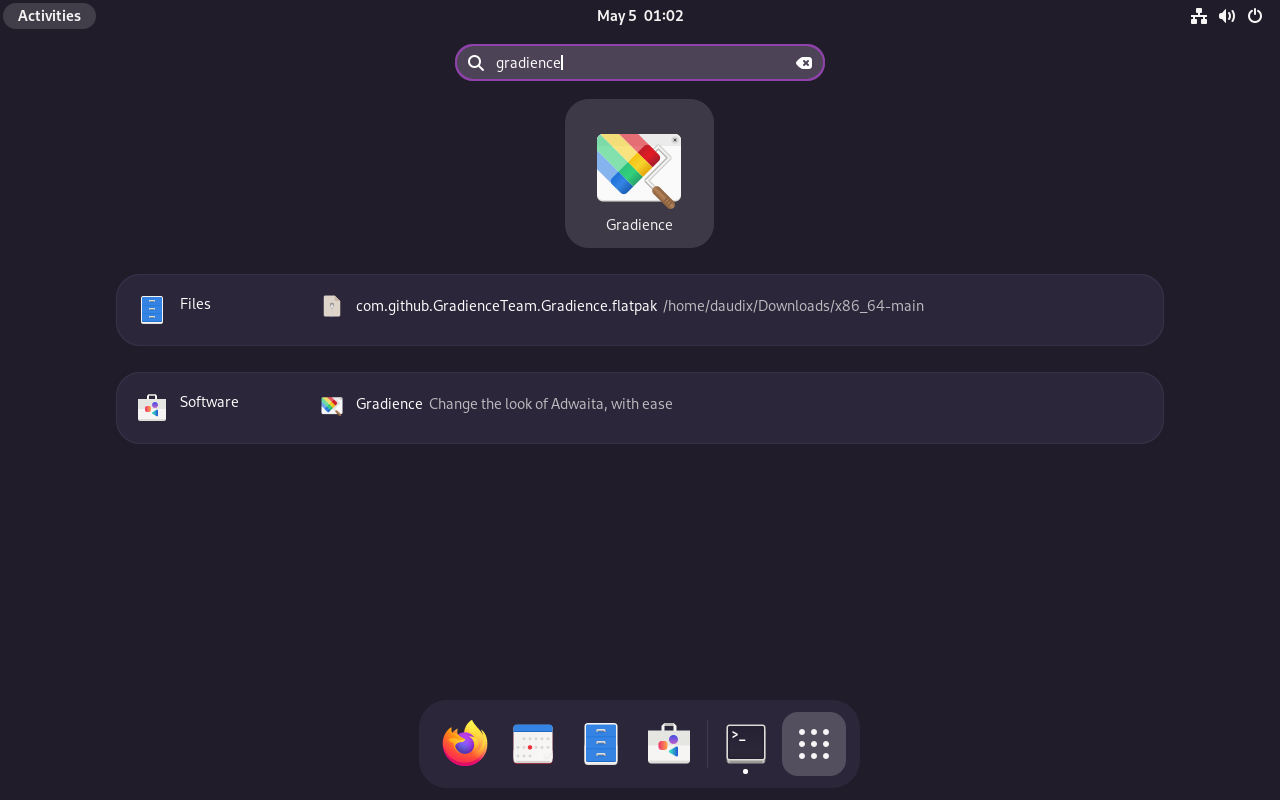 Activities
May 5 01:02
gradience
Gradience
Files
com.github.GradienceTeam.Gradience.flatpak /home/daudix/Downloads/x86_64-main
Software
Gradience Change the look of Adwaita, with ease
>_